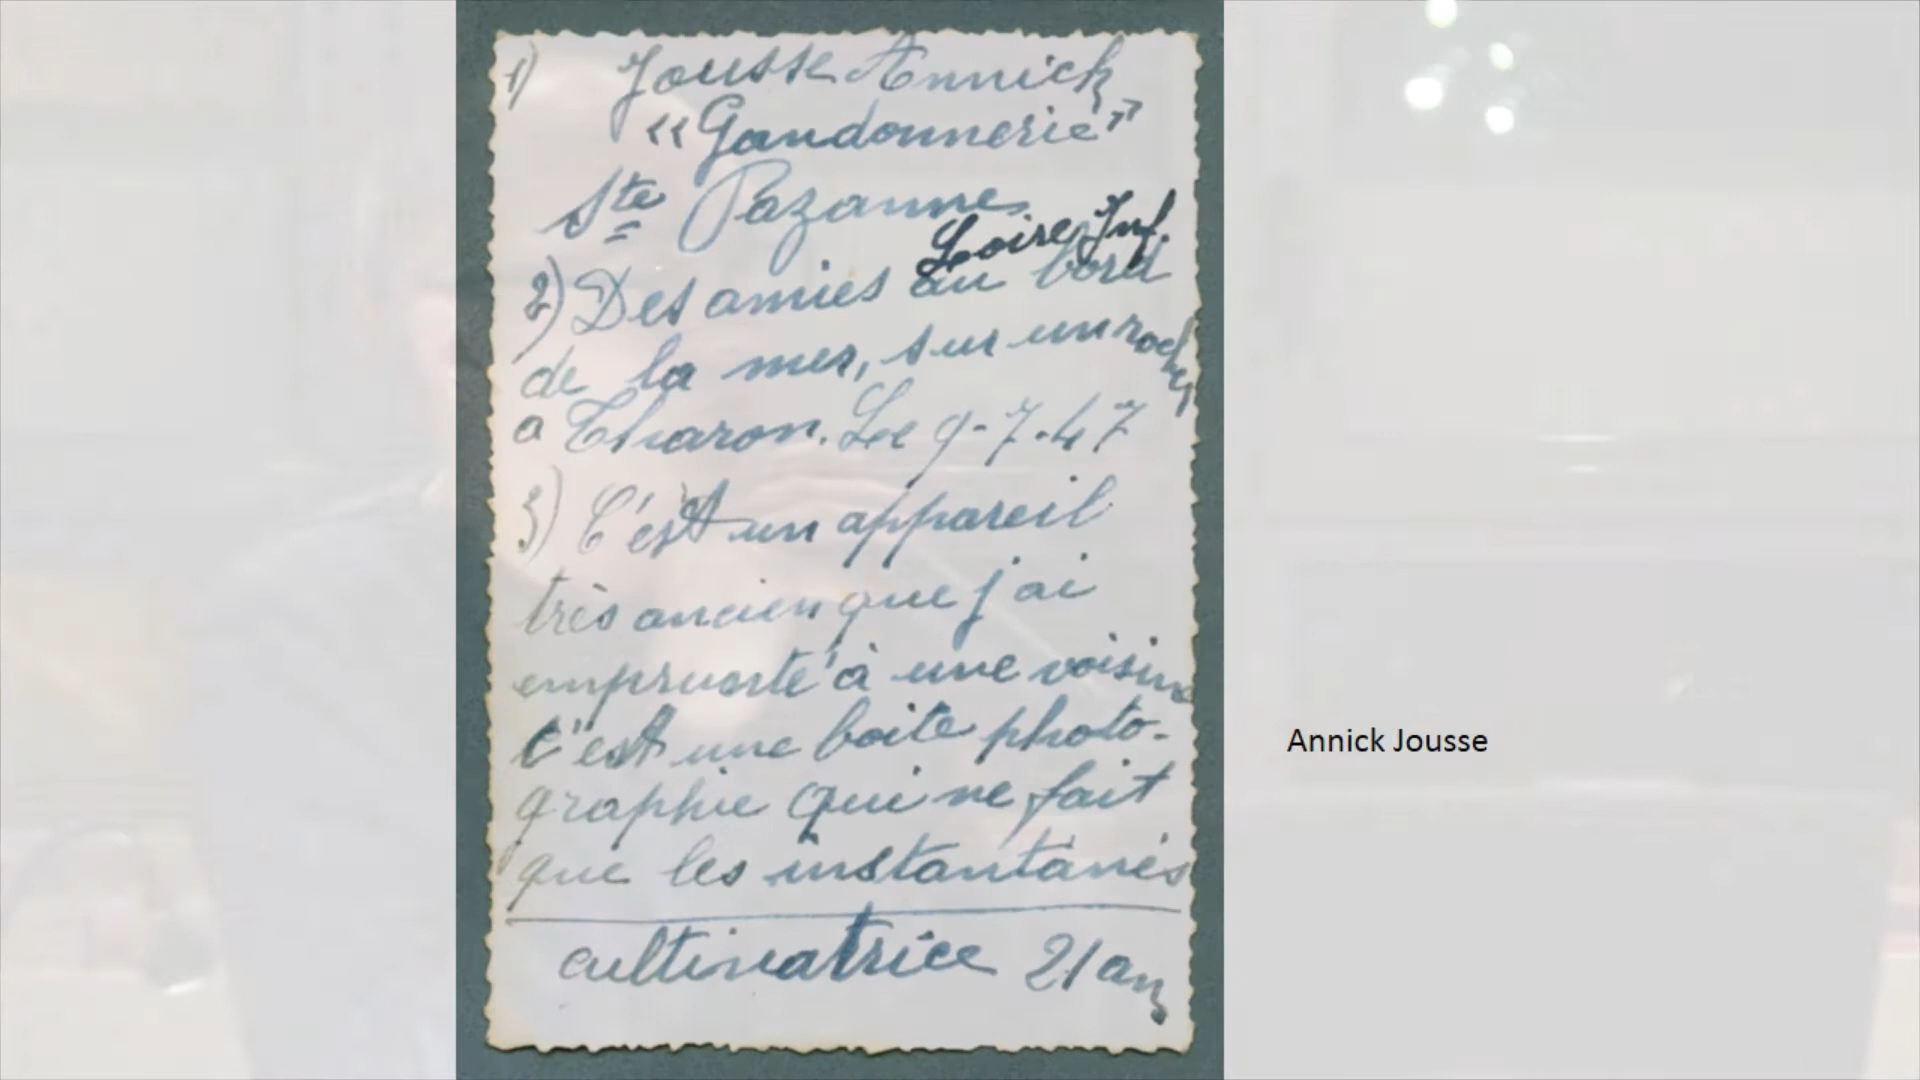 1) Jousse Annick
« Gandonnerie »
Ste Pazanne
Loire Inf.
2) Des amies au bord
de la mer, sur un rocher
a Tharon. Le 9-7-47
3) C'est un appareil
très ancien que j'ai
emprunté à une voisine
c'est une boite photo-
graphie qui ne fait
que les instantanés
cultivatrice 21 ans
Annick Jousse